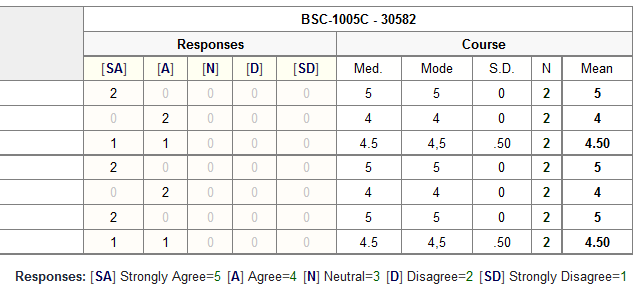 BSC-1005C - 30582
Responses Course
[SA] [A] [N] [D] [SD] Med. Mode S.D. N Mean
2 0 0 0 0 5 5 0 2 5
0 2 0 0 0 4 4 0 2 4
1 1 0 0 0 4.5 4,5 .50 2 4.50
2 0 0 0 0 5 5 0 2 5
0 2 0 0 0 4 4 0 2 4
2 0 0 0 0 5 5 0 2 5
1 1 0 0 0 4.5 4,5 .50 2 4.50
Responses: [SA] Strongly Agree=5 [A] Agree=4 [N] Neutral=3 [D] Disagree=2 [SD] Strongly Disagree=1